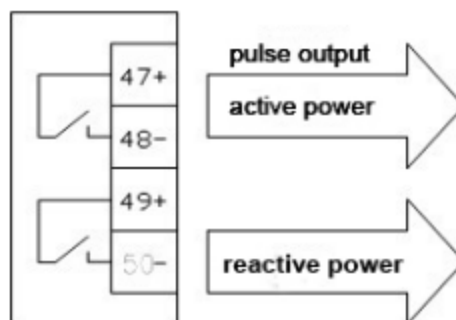 47+
48-
49+
50-
pulse output
active power
reactive power